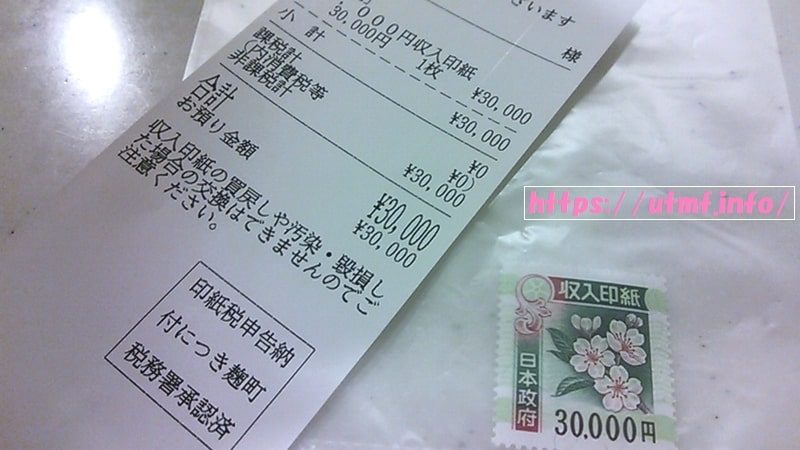 ざいます
様
000円収入印紙
30,000円 1枚 ¥30,000
小 計 ¥30,000
課税計 ¥0
(内消費税等 ¥0)
非課税計 ¥30,000
合計 ¥30,000
お預り金額 ¥30,000
収入印紙の買戻しや汚染・毀損し
た場合の交換はできませんのでご
注意ください。
印紙税申告納
付につき麹町
税務署承認済
https://utmf.info/
収入印紙
日本政府
30,000円